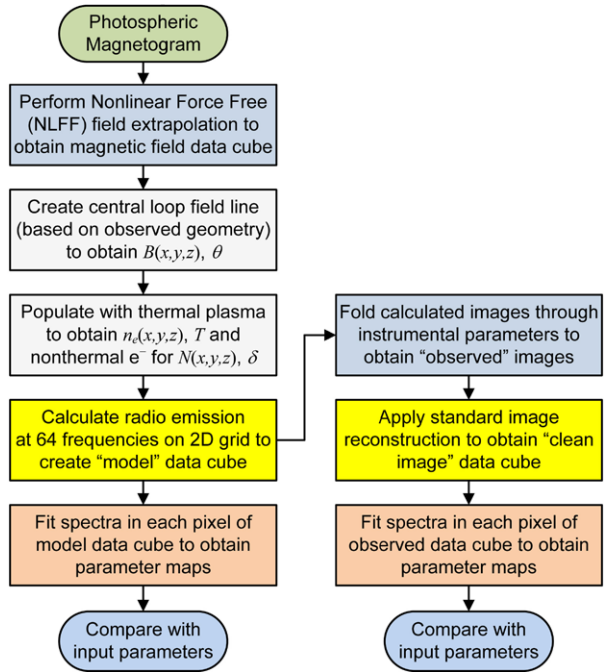 Photospheric
Magnetogram
Perform Nonlinear Force Free
(NLFF) field extrapolation to
obtain magnetic field data cube
Create central loop field line
(based on observed geometry)
to obtain B(x,y,z), θ
Populate with thermal plasma
to obtain nₑ(x,y,z), T and
nonthermal e⁻ for N(x,y,z), δ
Calculate radio emission
at 64 frequencies on 2D grid to
create “model” data cube
Fit spectra in each pixel of
model data cube to obtain
parameter maps
Compare with
input parameters
Fold calculated images through
instrumental parameters to
obtain “observed” images
Apply standard image
reconstruction to obtain “clean
image” data cube
Fit spectra in each pixel of
observed data cube to obtain
parameter maps
Compare with
input parameters